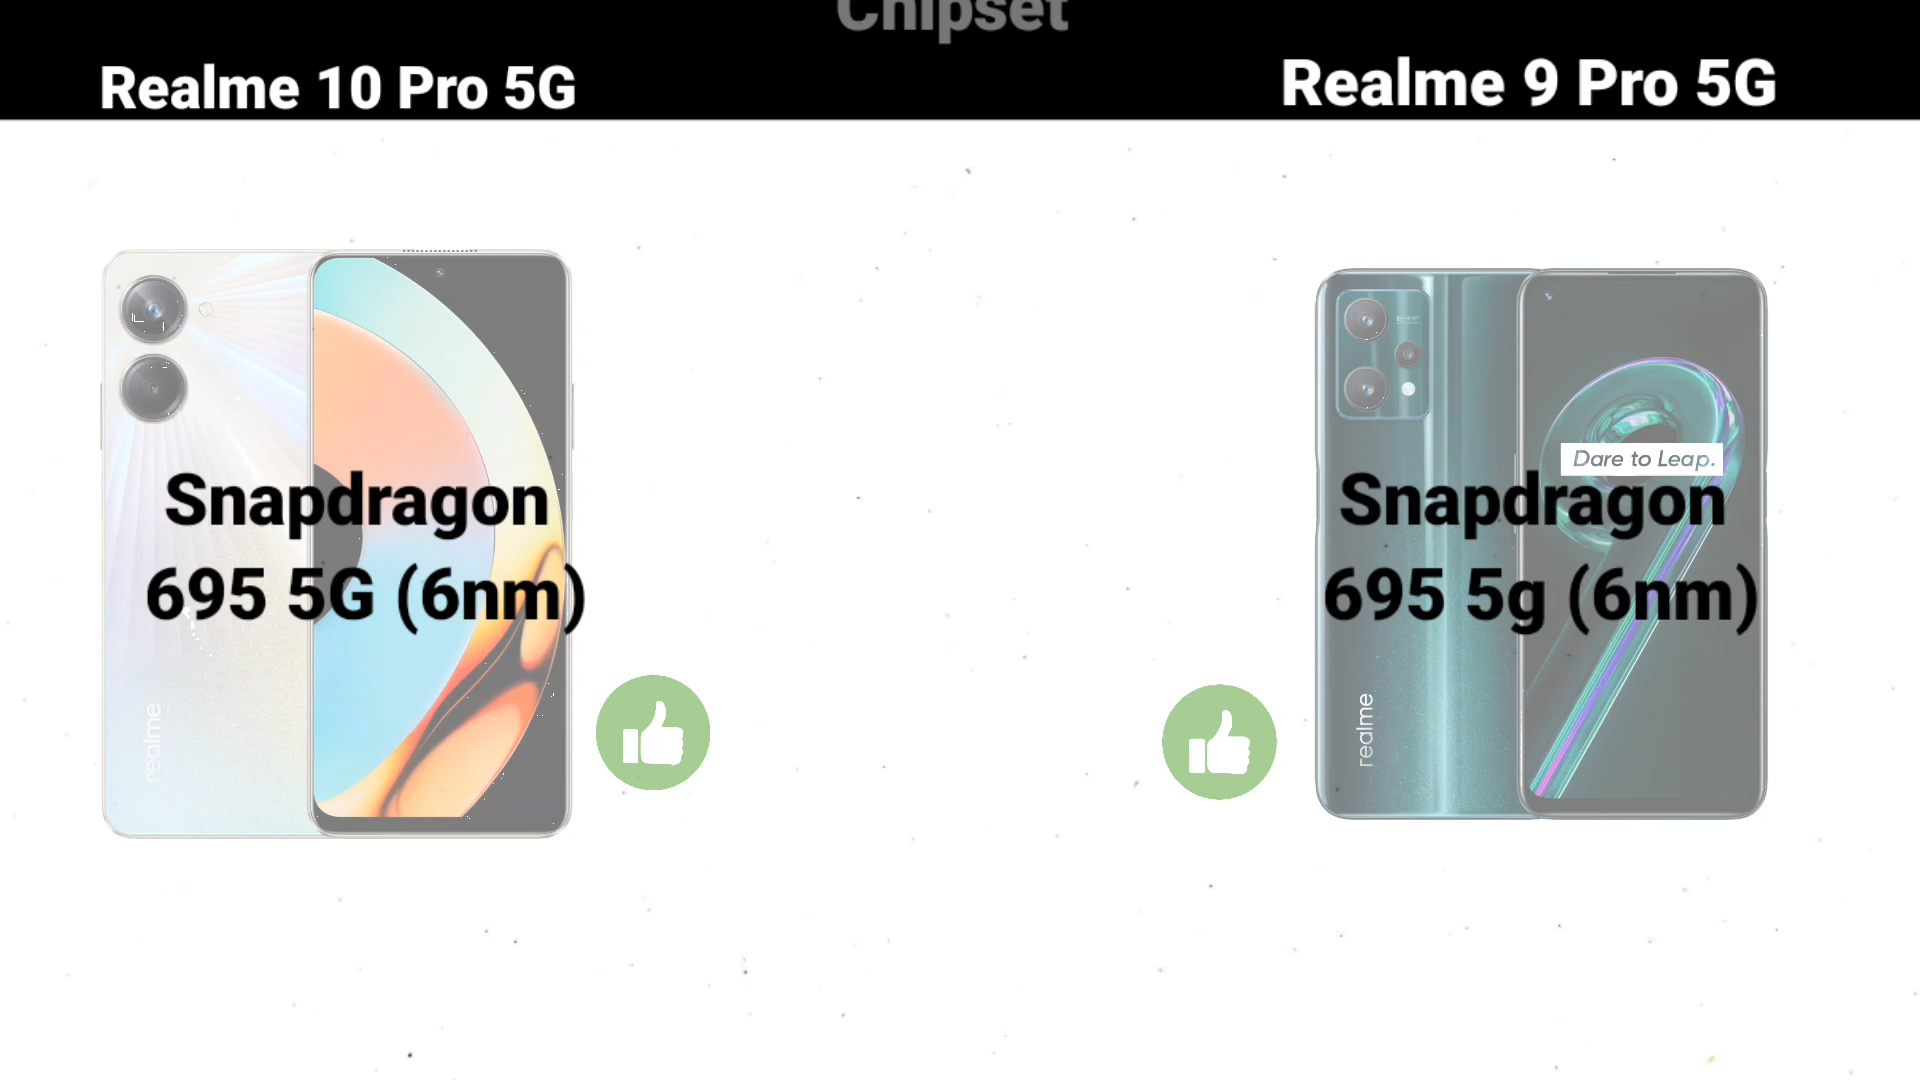 Chipset
Realme 10 Pro 5G
Realme 9 Pro 5G
Dare to Leap.
Snapdragon
695 5G (6nm)
Snapdragon
695 5g (6nm)
realme
realme